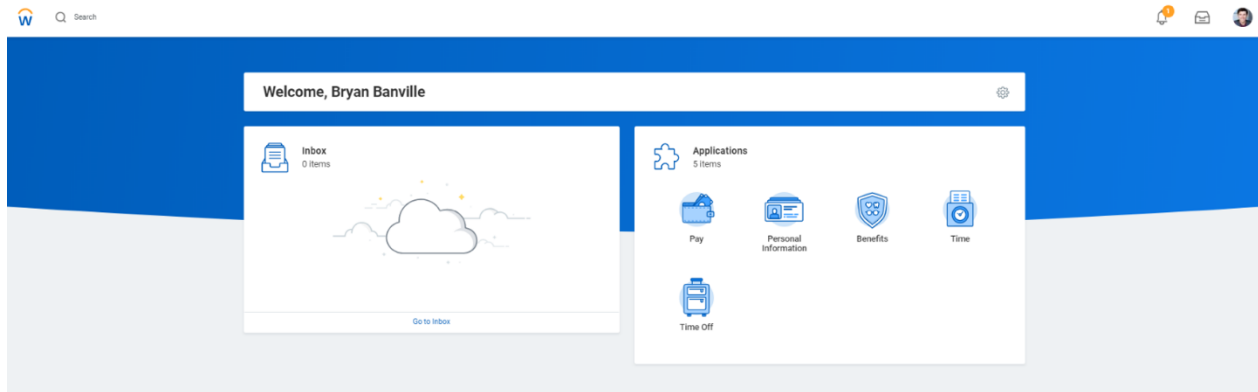 Search
1
Welcome, Bryan Banville
Inbox
0 items
Go to Inbox
Applications
5 items
Pay
Personal
Information
Benefits
Time
Time Off